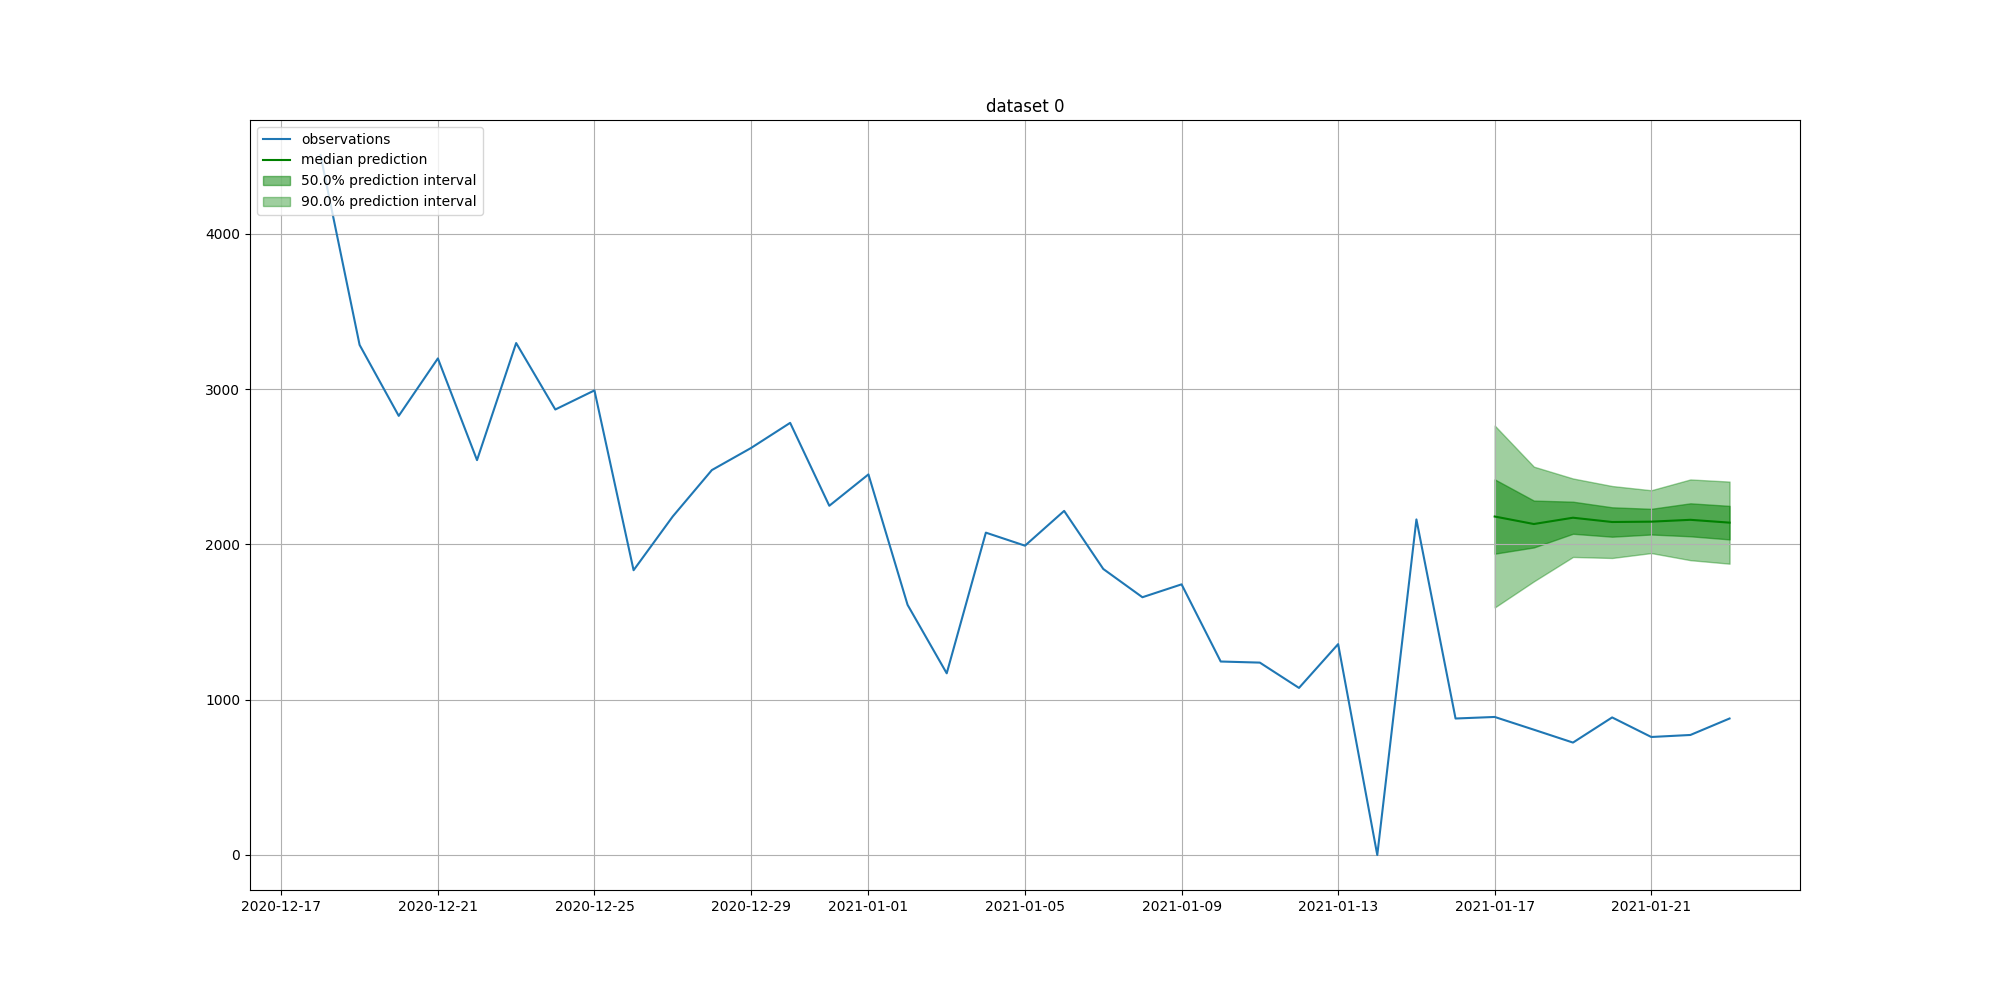 dataset 0
observations
median prediction
50.0% prediction interval
90.0% prediction interval
4000
3000
2000
1000
0
2020-12-17 2020-12-21 2020-12-25 2020-12-29 2021-01-01 2021-01-05 2021-01-09 2021-01-13 2021-01-17 2021-01-21